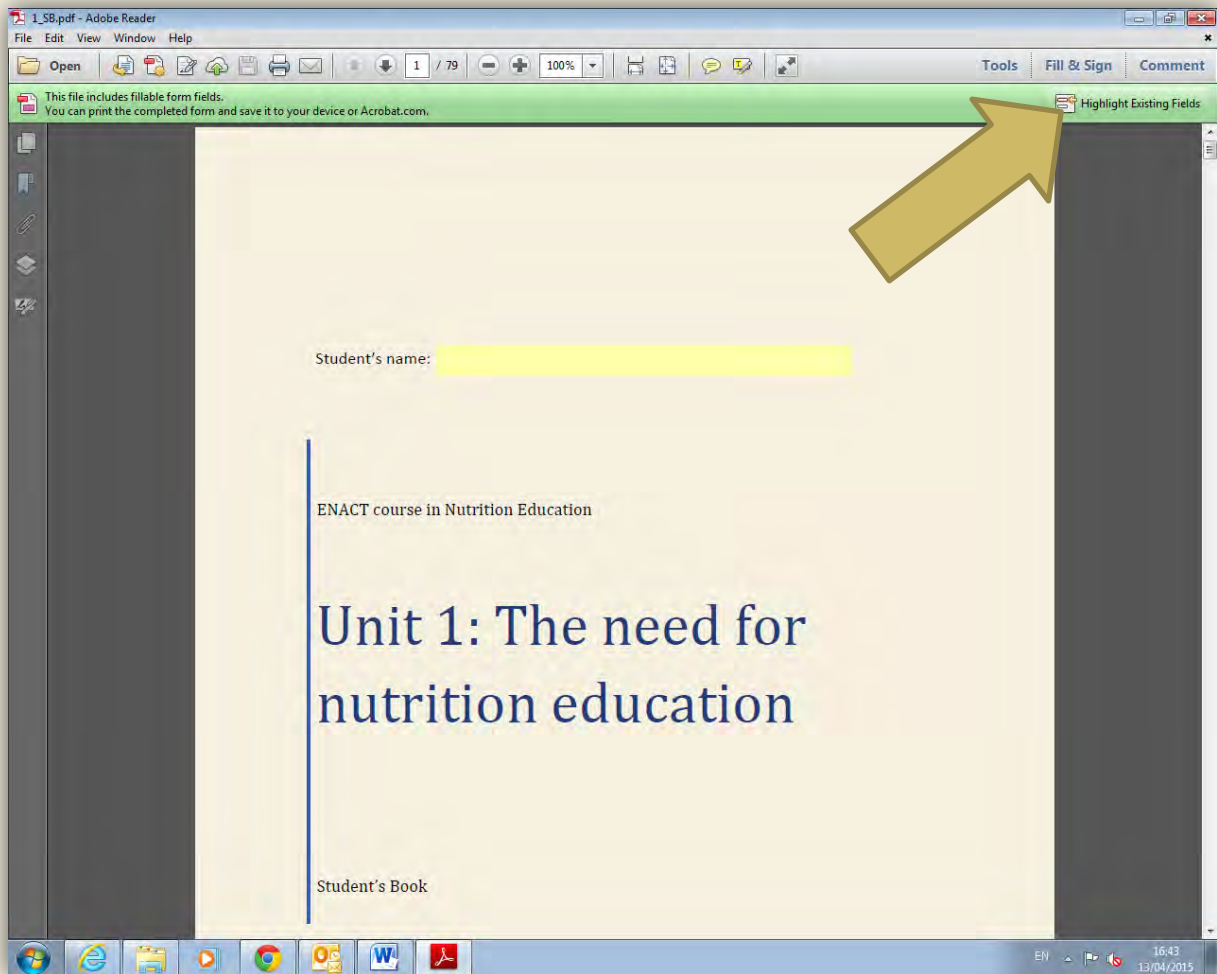 1_SB.pdf - Adobe Reader
File Edit View Window Help
Open 1 / 79 100% Tools Fill & Sign Comment
This file includes fillable form fields.
You can print the completed form and save it to your device or Acrobat.com.
Highlight Existing Fields
Student's name:
ENACT course in Nutrition Education
Unit 1: The need for
nutrition education
Student's Book
EN
16:43
13/04/2015